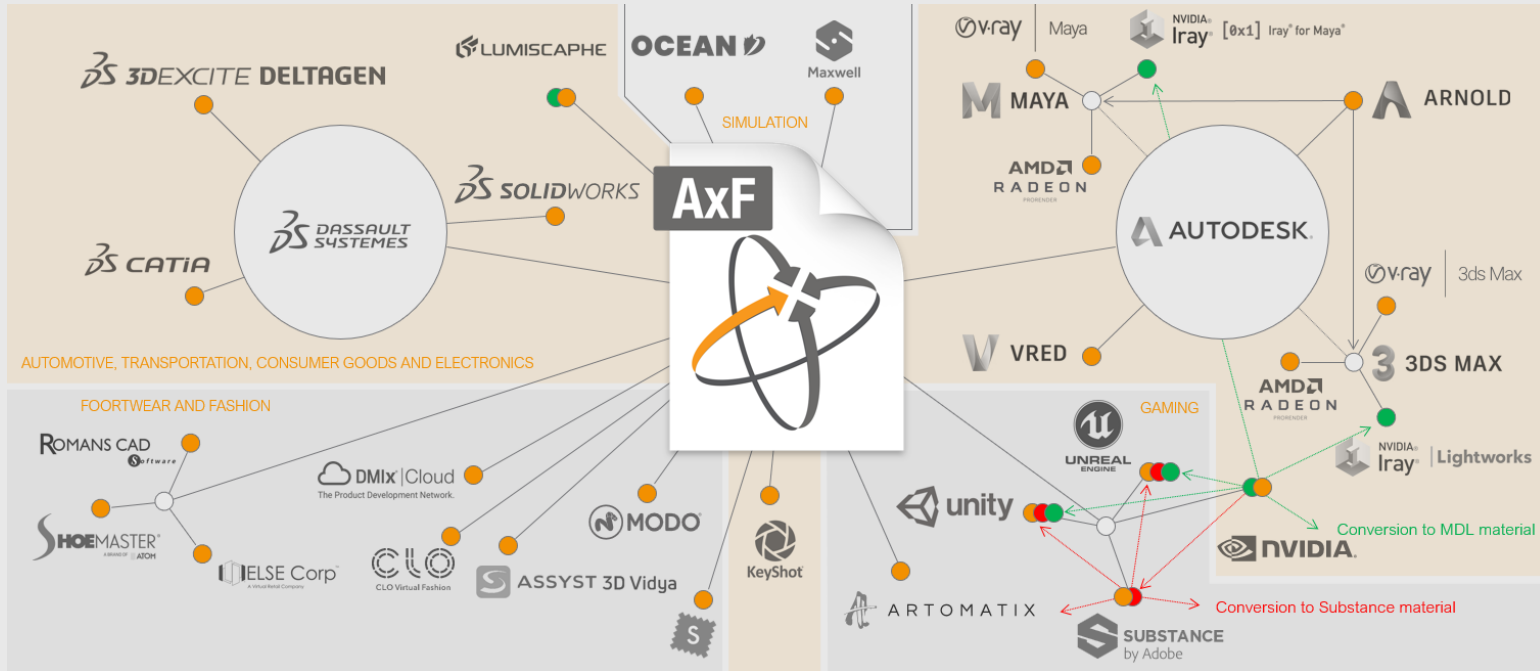 3DEXCITE DELTAGEN
LUMISCAPHE
OCEAN
Maxwell
SIMULATION
DASSAULT
SYSTEMES
SOLIDWORKS
CATIA
AUTOMOTIVE, TRANSPORTATION, CONSUMER GOODS AND ELECTRONICS
AxF
v·ray | Maya
NVIDIA®
Iray® [0x1] Iray® for Maya®
MAYA
ARNOLD
AMD
RADEON
PRORENDER
AUTODESK.
v·ray | 3ds Max
VRED
3DS MAX
AMD
RADEON
PRORENDER
NVIDIA®
Iray® | Lightworks
FOORTWEAR AND FASHION
ROMANS CAD
Software
SHOEMASTER®
A BRAND OF ATOM
ELSE Corp™
A Virtual Retail Company
DMIx | Cloud
The Product Development Network.
CLO
CLO Virtual Fashion
ASSYST 3D Vidya
MODO®
S
KeyShot®
GAMING
UNREAL
ENGINE
unity
ARTOMATIX
SUBSTANCE
by Adobe
NVIDIA.
Conversion to MDL material
Conversion to Substance material